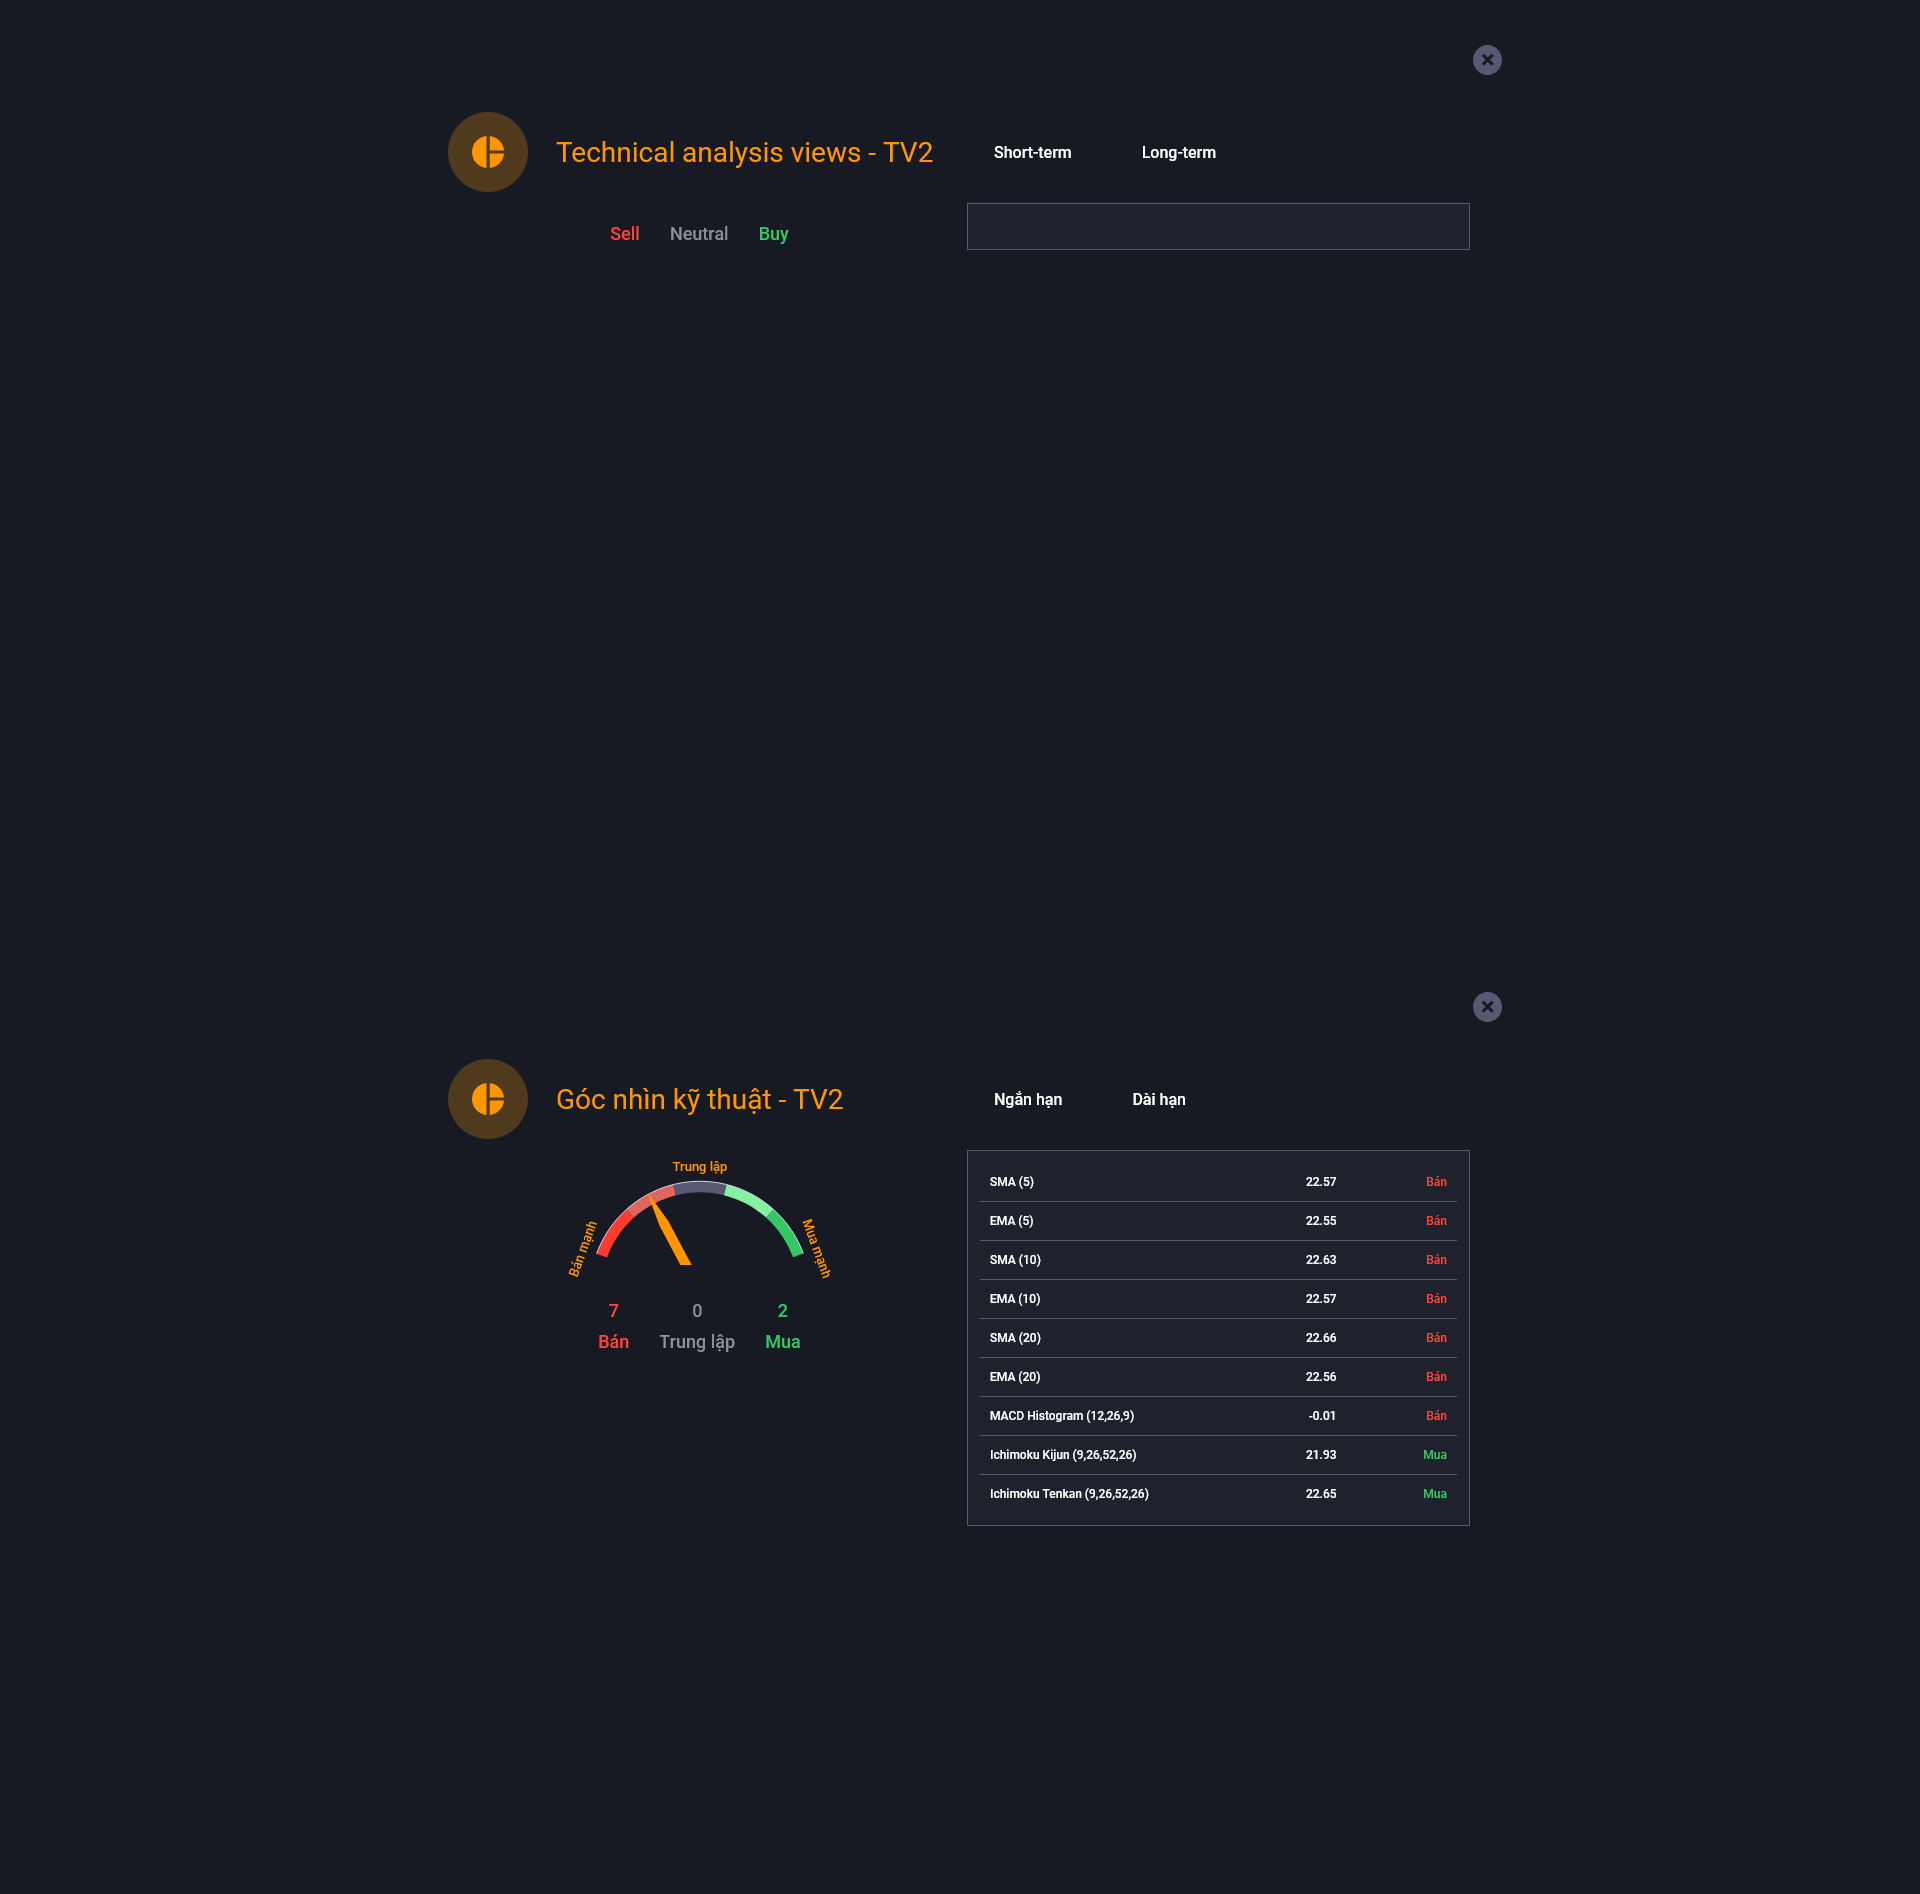 Technical analysis views - TV2
Short-term Long-term
Sell Neutral Buy
Góc nhìn kỹ thuật - TV2
Ngắn hạn Dài hạn
Trung lập
Bán mạnh
Mua mạnh
7 0 2
Bán Trung lập Mua
SMA (5) 22.57 Bán
EMA (5) 22.55 Bán
SMA (10) 22.63 Bán
EMA (10) 22.57 Bán
SMA (20) 22.66 Bán
EMA (20) 22.56 Bán
MACD Histogram (12,26,9) -0.01 Bán
Ichimoku Kijun (9,26,52,26) 21.93 Mua
Ichimoku Tenkan (9,26,52,26) 22.65 Mua